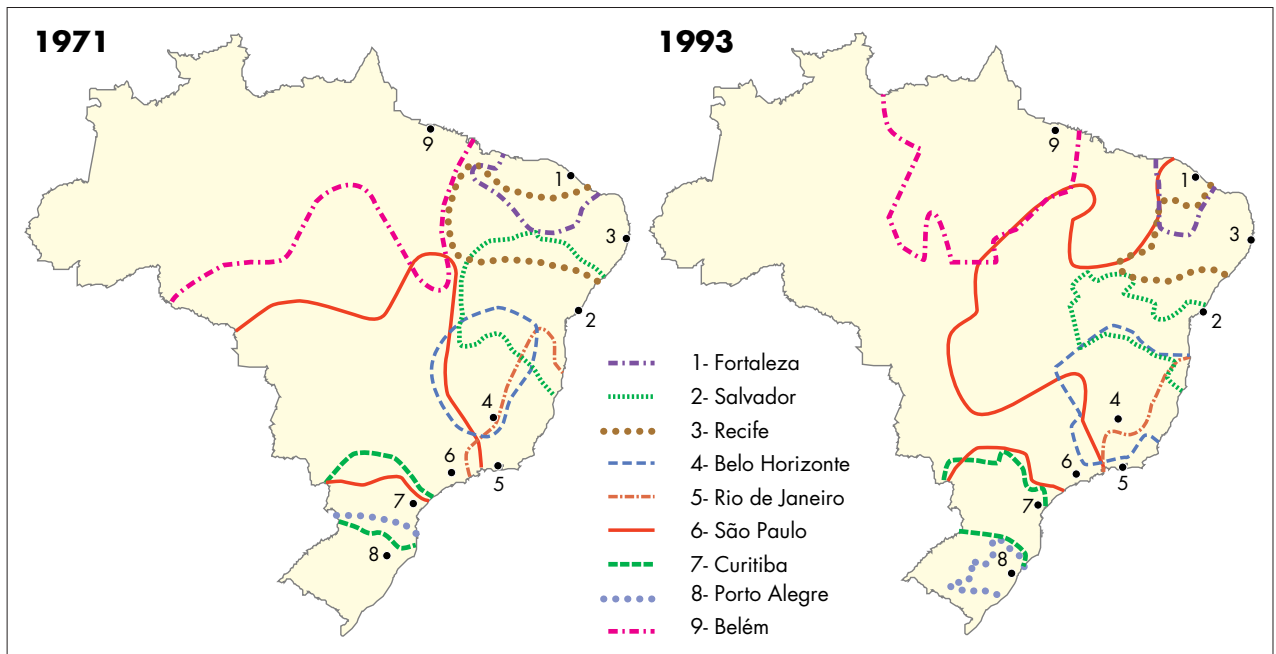 1971
9
1
3
2
4
6
5
7
8
1993
9
1
3
2
4
6
5
7
8
1- Fortaleza
2- Salvador
3- Recife
4- Belo Horizonte
5- Rio de Janeiro
6- São Paulo
7- Curitiba
8- Porto Alegre
9- Belém